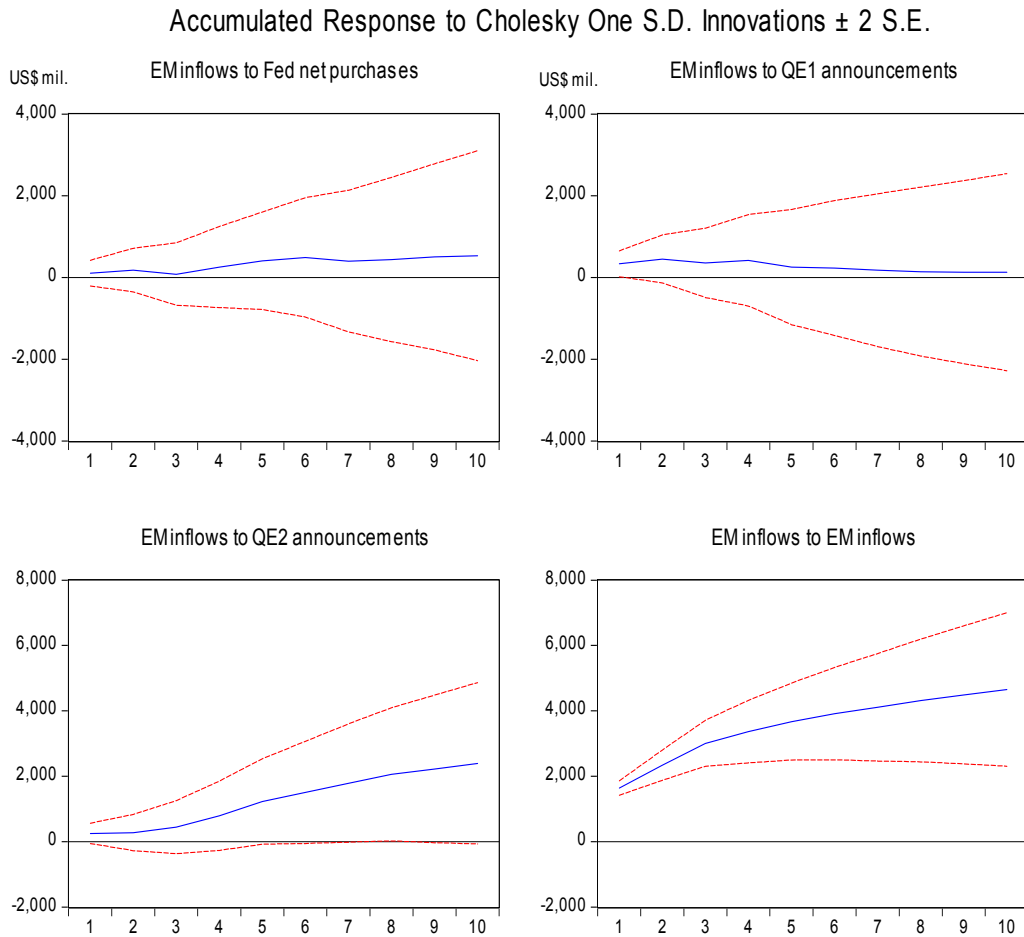 Accumulated Response to Cholesky One S.D. Innovations ± 2 S.E.
US$ mil.
EM inflows to Fed net purchases
4,000
2,000
0
-2,000
-4,000
1 2 3 4 5 6 7 8 9 10
US$ mil.
EM inflows to QE1 announcements
4,000
2,000
0
-2,000
-4,000
1 2 3 4 5 6 7 8 9 10
EM inflows to QE2 announcements
8,000
6,000
4,000
2,000
0
-2,000
1 2 3 4 5 6 7 8 9 10
EM inflows to EM inflows
8,000
6,000
4,000
2,000
0
-2,000
1 2 3 4 5 6 7 8 9 10